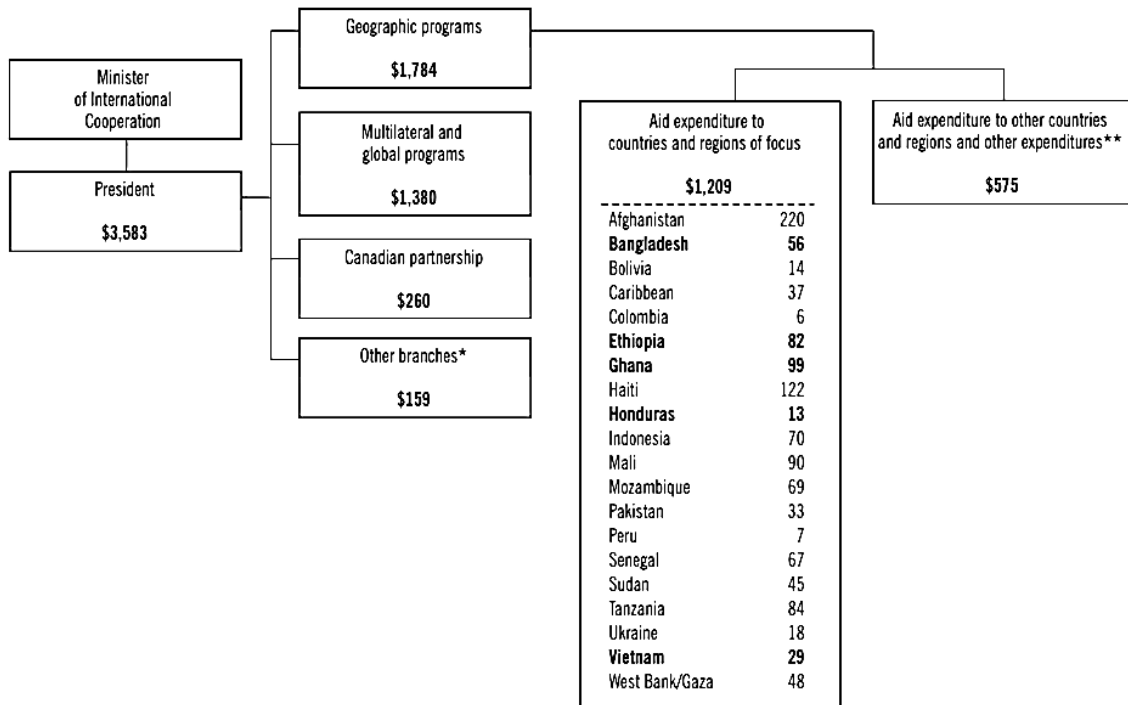 Minister
of International
Cooperation
President
$3,583
Geographic programs
$1,784
Multilateral and
global programs
$1,380
Canadian partnership
$260
Other branches*
$159
Aid expenditure to
countries and regions of focus
$1,209
Afghanistan 220
Bangladesh 56
Bolivia 14
Caribbean 37
Colombia 6
Ethiopia 82
Ghana 99
Haiti 122
Honduras 13
Indonesia 70
Mali 90
Mozambique 69
Pakistan 33
Peru 7
Senegal 67
Sudan 45
Tanzania 84
Ukraine 18
Vietnam 29
West Bank/Gaza 48
Aid expenditure to other countries
and regions and other expenditures**
$575